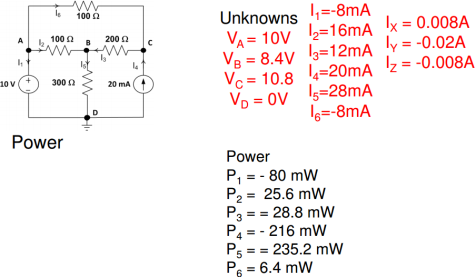 I6
100 Ω
A I2 100 Ω B 200 Ω C
I3
I1 I5 I4
10 V + - 300 Ω 20 mA
D
Power
Unknowns
VA = 10V
VB = 8.4V
VC = 10.8
VD = 0V
I1=-8mA
I2=16mA
I3=12mA
I4=20mA
I5=28mA
I6=-8mA
IX = 0.008A
IY = -0.02A
IZ = -0.008A
Power
P1 = - 80 mW
P2 = 25.6 mW
P3 = = 28.8 mW
P4 = - 216 mW
P5 = = 235.2 mW
P6 = 6.4 mW